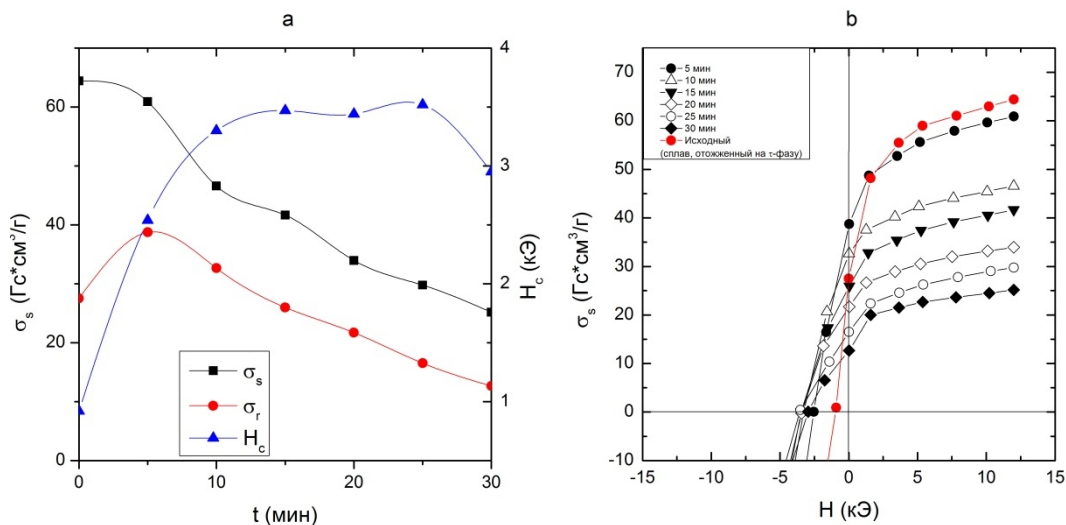 a
σs (Гс*см³/г)
60
40
20
0
4
3
2
1
Hc (кЭ)
σs
σr
Hc
0 5 10 15 20 25 30
t (мин)
b
σs (Гс*см³/г)
70
60
50
40
30
20
10
0
-10
5 мин
10 мин
15 мин
20 мин
25 мин
30 мин
Исходный
(сплав, отожженный на τ-фазу)
-15 -10 -5 0 5 10 15
H (кЭ)